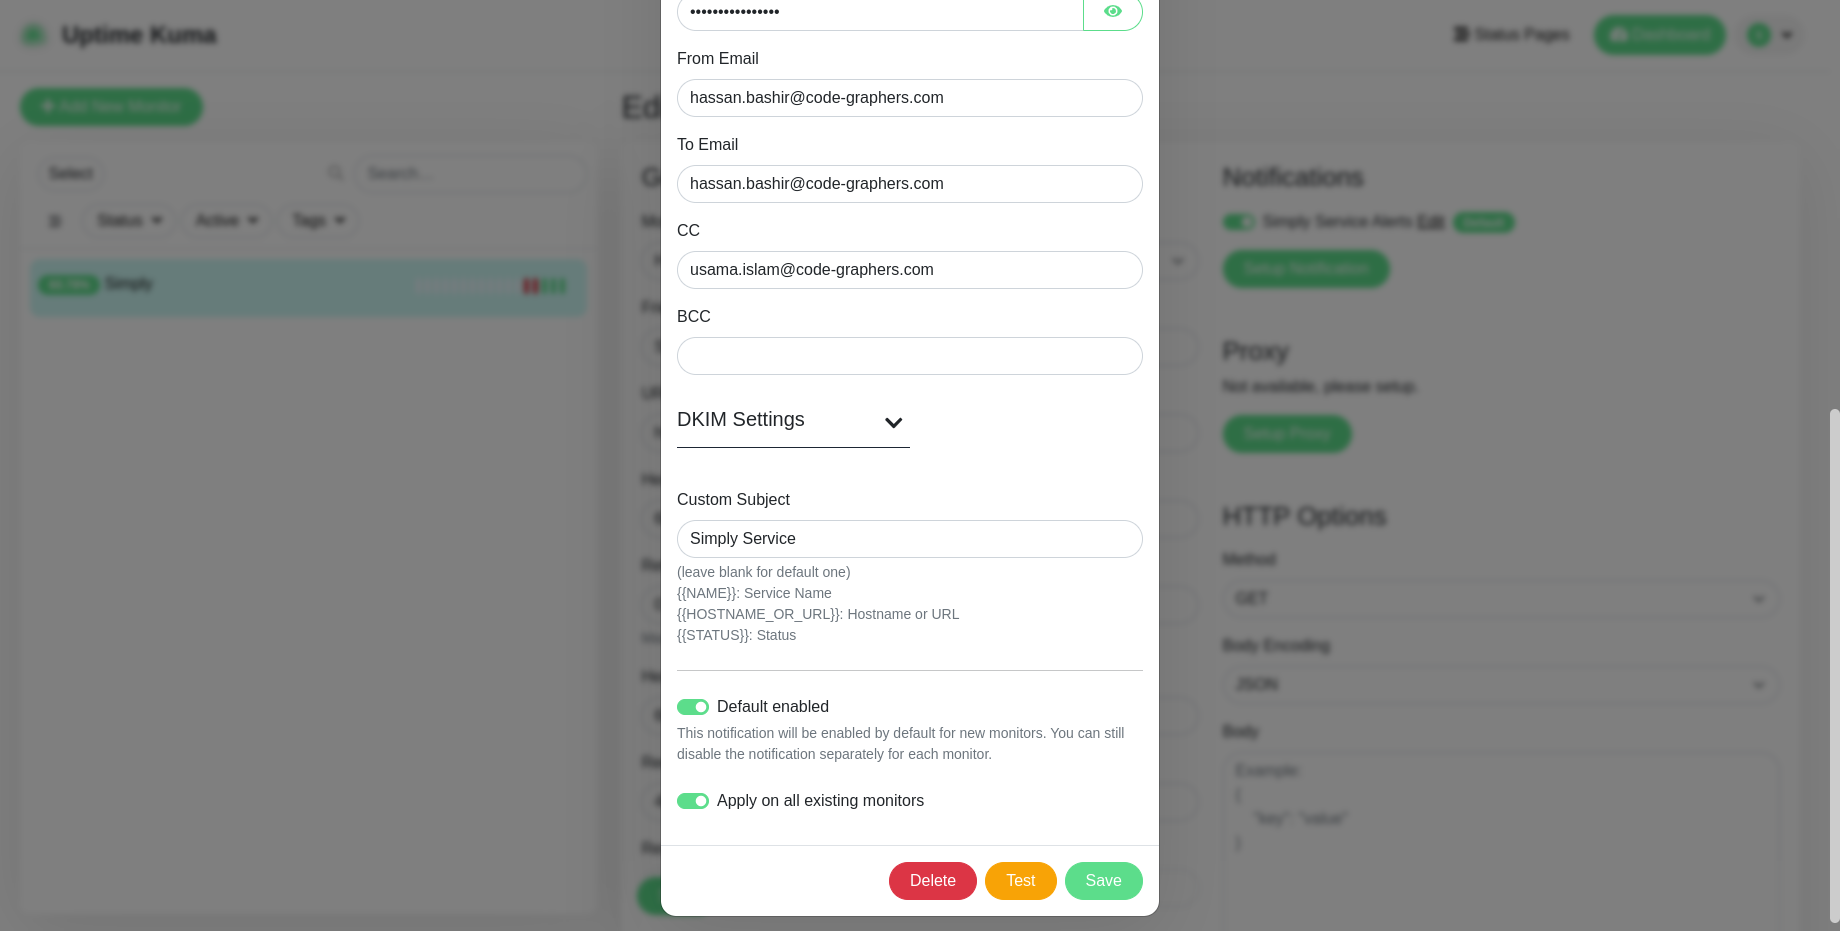 Uptime Kuma
Status Pages
Dashboard
Add New Monitor
Select
Search...
Status
Active
Tags
Simply
••••••••••••••••
From Email
hassan.bashir@code-graphers.com
To Email
hassan.bashir@code-graphers.com
CC
usama.islam@code-graphers.com
BCC
DKIM Settings
Custom Subject
Simply Service
(leave blank for default one)
{{NAME}}: Service Name
{{HOSTNAME_OR_URL}}: Hostname or URL
{{STATUS}}: Status
Default enabled
This notification will be enabled by default for new monitors. You can still
disable the notification separately for each monitor.
Apply on all existing monitors
Delete
Test
Save
Notifications
Simply Service Alerts Edit
Setup Notification
Proxy
Not available, please setup.
Setup Proxy
HTTP Options
Method
GET
Body Encoding
JSON
Body
Example:
{
"key": "value"
}